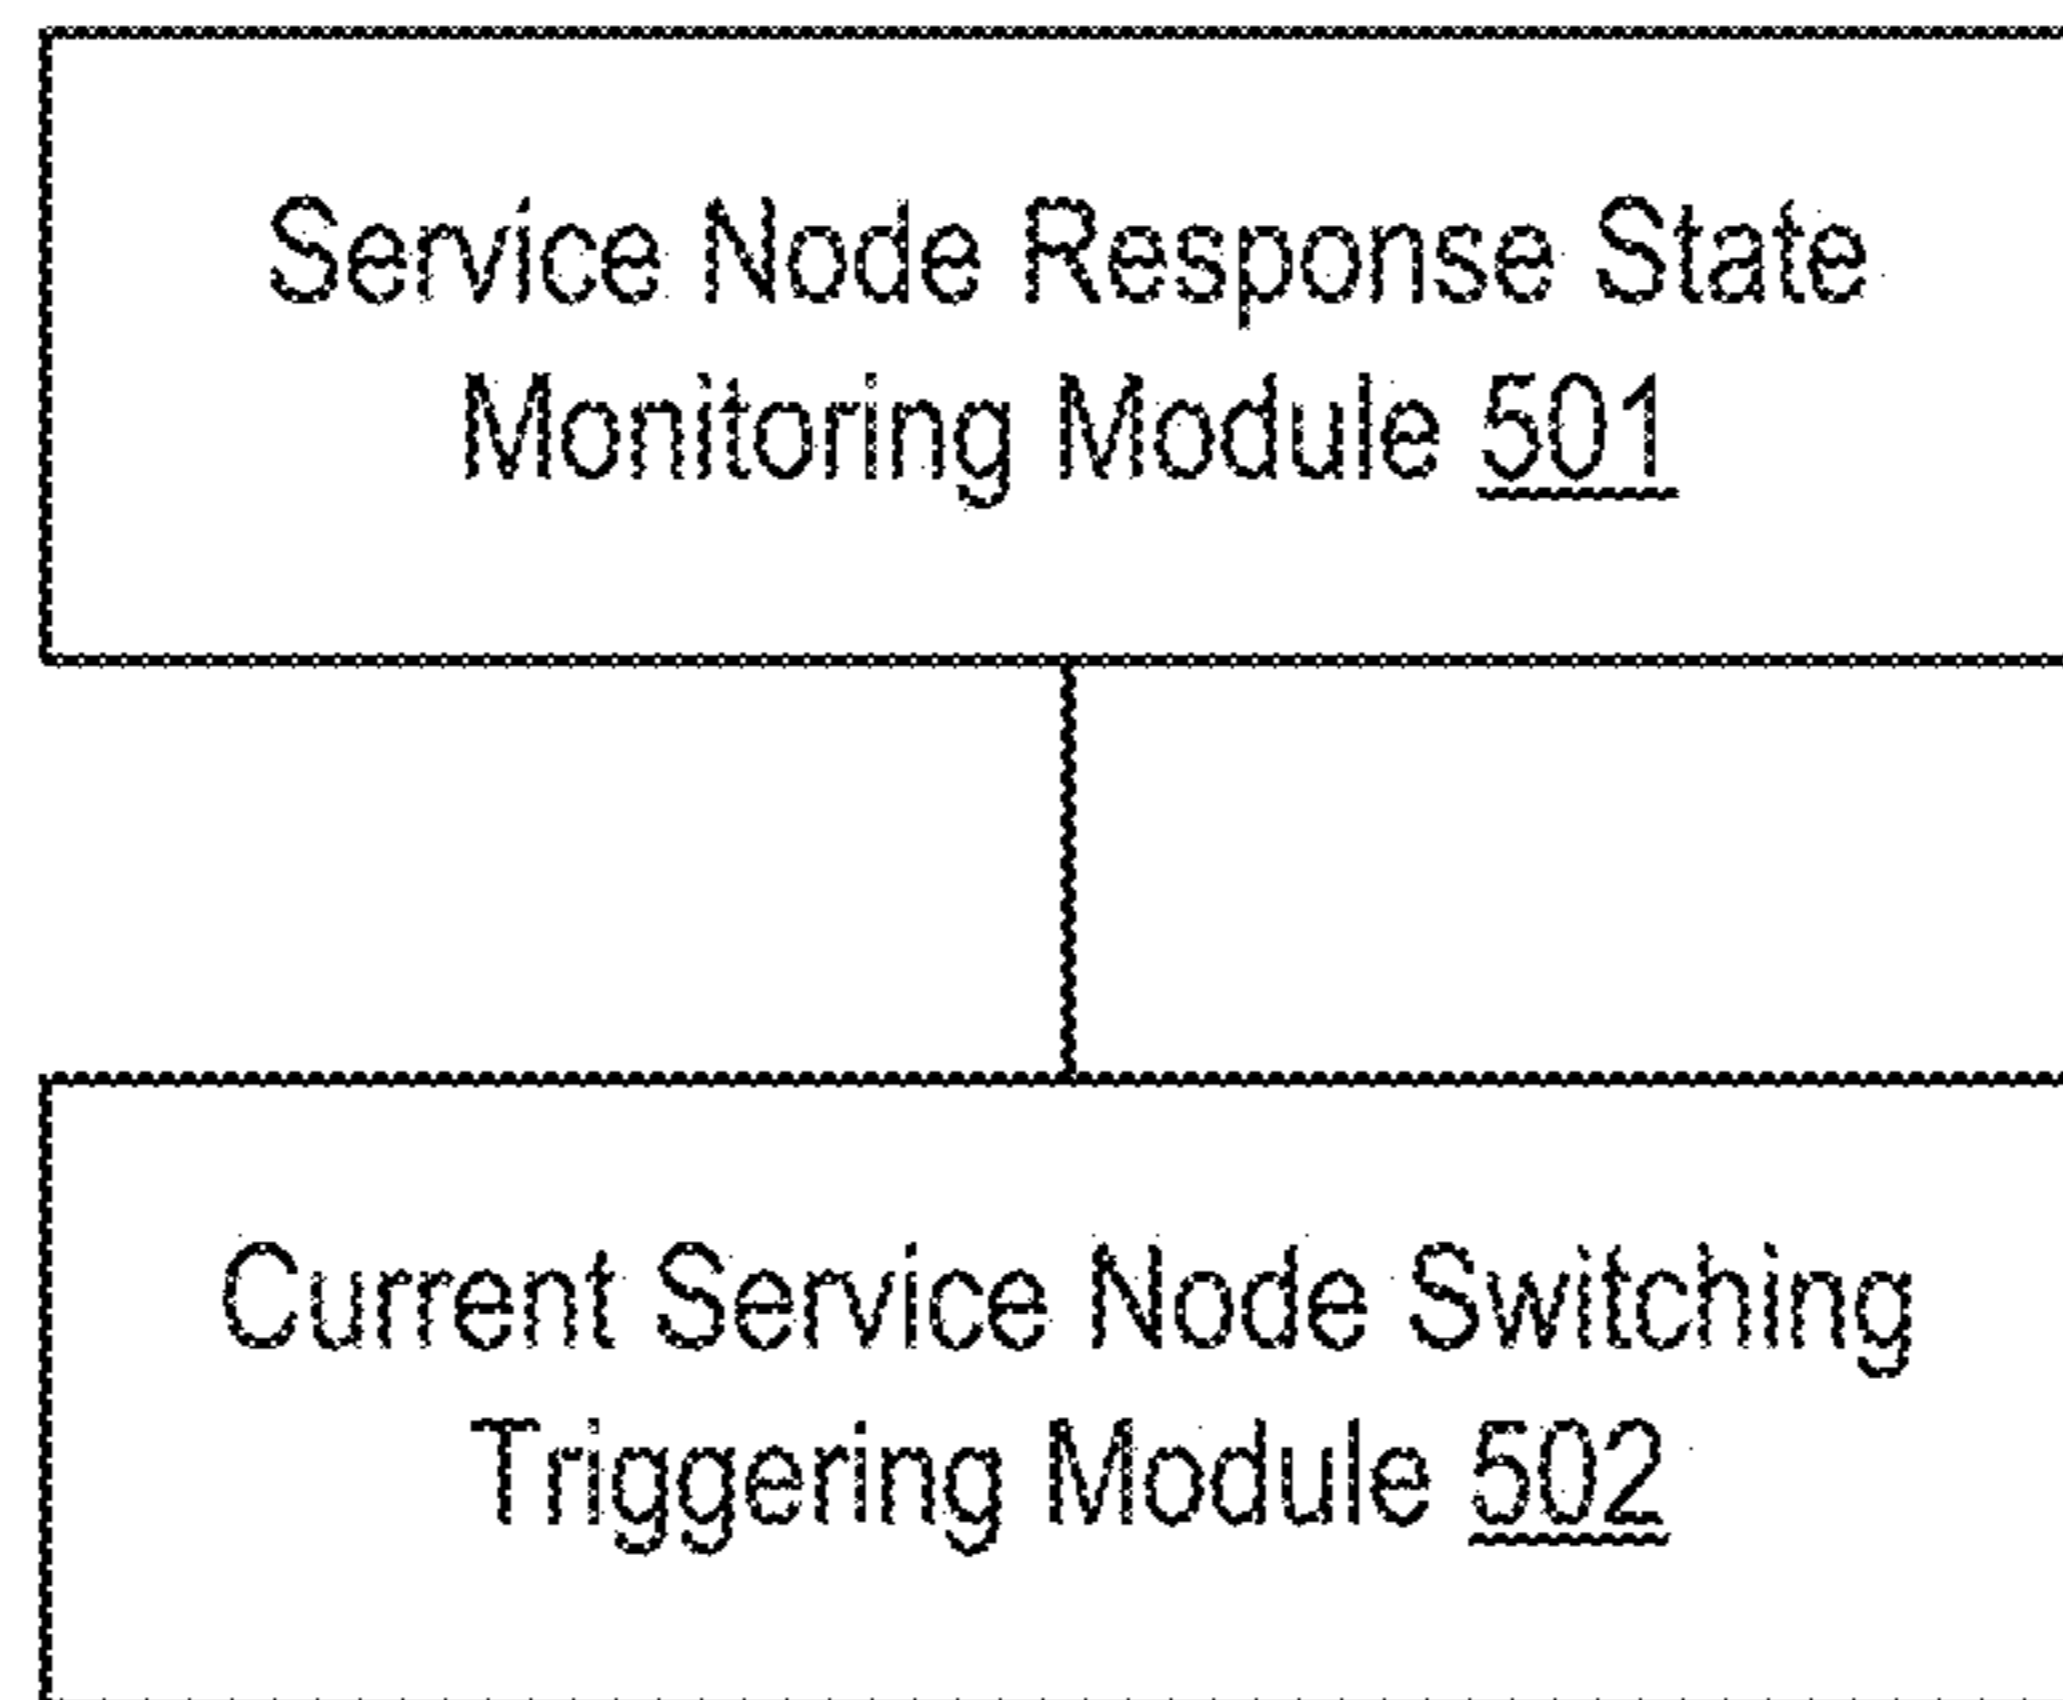 Service Node Response State
Monitoring Module 501
Current Service Node Switching
Triggering Module 502